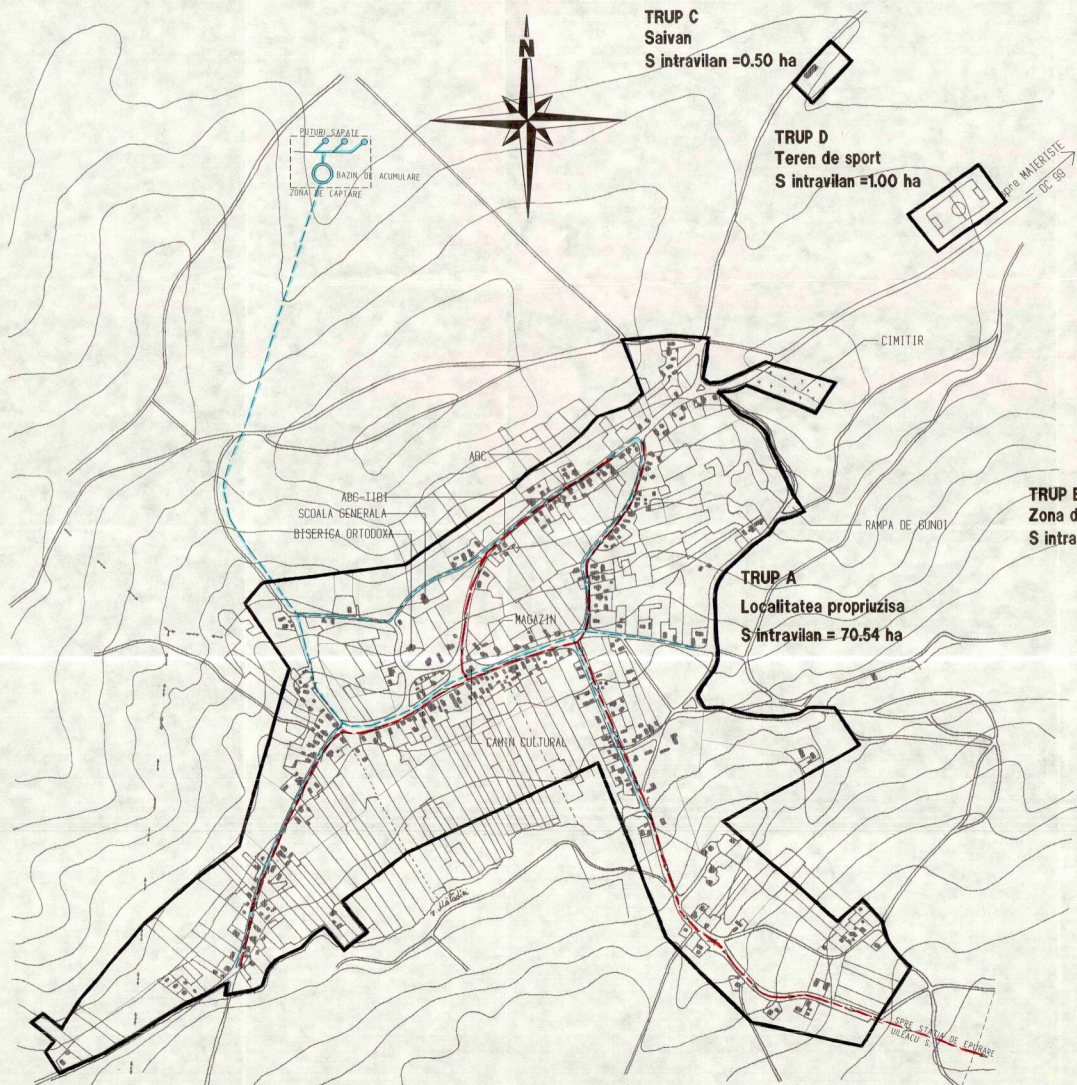 TRUP C
Saivan
S intravilan =0.50 ha
N
TRUP D
Teren de sport
S intravilan =1.00 ha
spre MAIERISTE
DC 99
PUTURI SAPATE
BAZIN DE ACUMULARE
ZONA DE CAPTARE
CIMITIR
ABC
ABC-TIBI
SCOALA GENERALA
BISERICA ORTODOXA
TRUP E
Zona d
S intra
RAMPA DE GUNOI
TRUP A
Localitatea propriuzisa
S intravilan = 70.54 ha
MAGAZIN
CAMIN CULTURAL
SPRE STATIA DE EPURARE
UILEACU S.